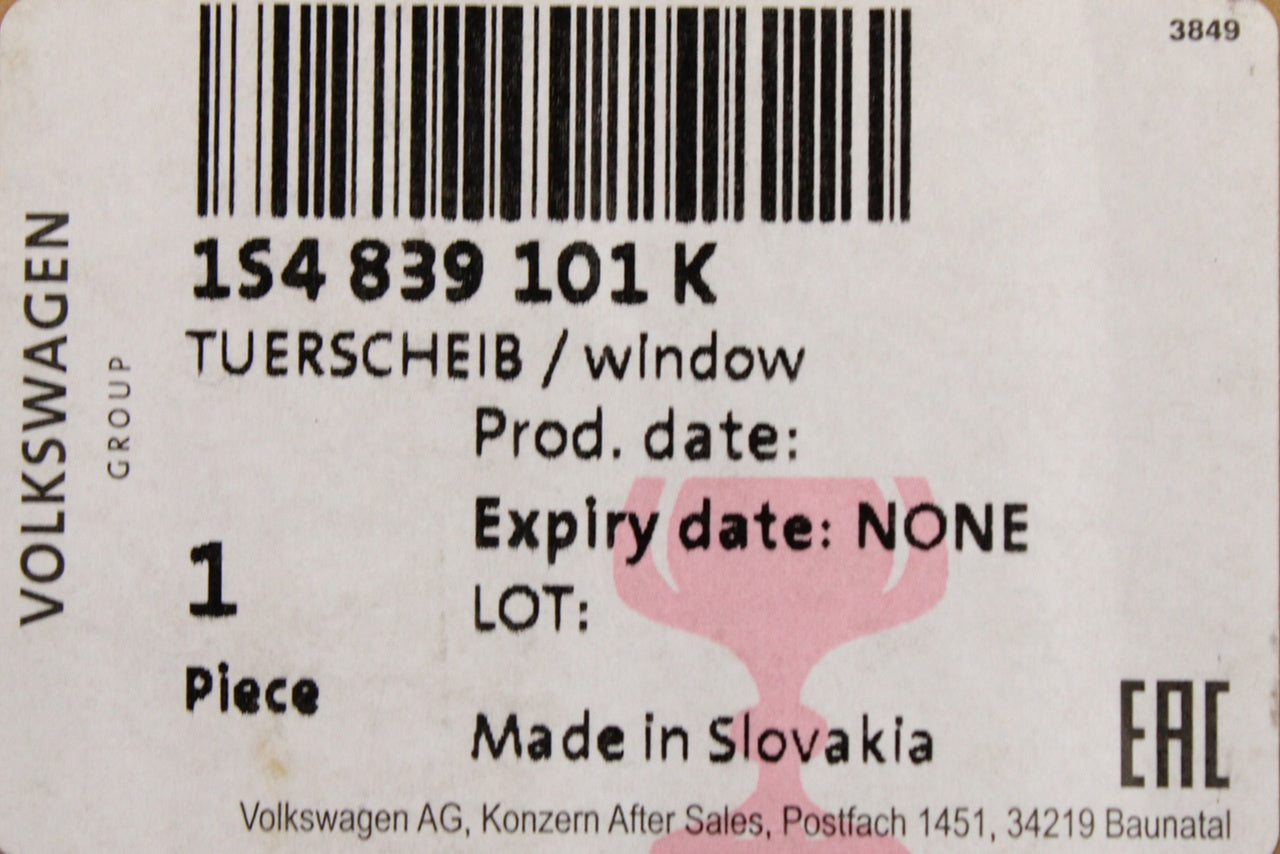 3849
VOLKSWAGEN
GROUP
1S4 839 101 K
TUERSCHEIB / window
Prod. date:
Expiry date: NONE
1
LOT:
Piece
Made in Slovakia
EAC
Volkswagen AG, Konzern After Sales, Postfach 1451, 34219 Baunatal